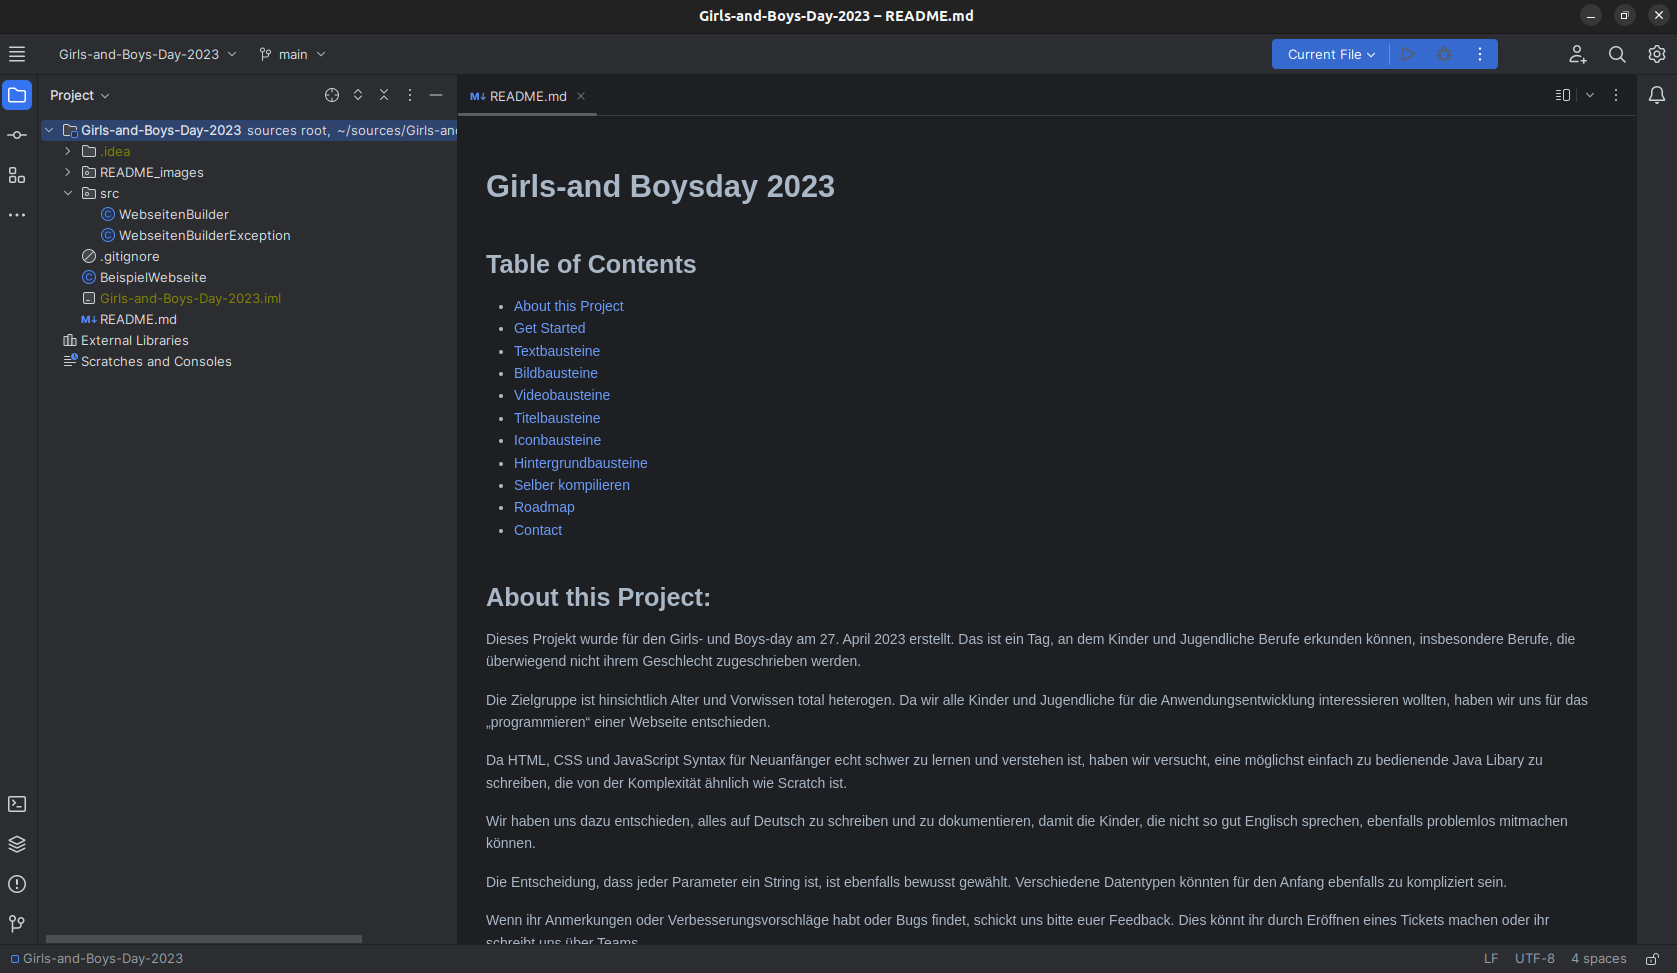 Girls-and-Boys-Day-2023 – README.md
Girls-and-Boys-Day-2023
main
Current File
Project
Girls-and-Boys-Day-2023 sources root, ~/sources/Girls-and
.idea
README_images
src
WebseitenBuilder
WebseitenBuilderException
.gitignore
BeispielWebseite
Girls-and-Boys-Day-2023.iml
M↓ README.md
External Libraries
Scratches and Consoles
M↓ README.md
Girls-and Boysday 2023
Table of Contents
• About this Project
• Get Started
• Textbausteine
• Bildbausteine
• Videobausteine
• Titelbausteine
• Iconbausteine
• Hintergrundbausteine
• Selber kompilieren
• Roadmap
• Contact
About this Project:
Dieses Projekt wurde für den Girls- und Boys-day am 27. April 2023 erstellt. Das ist ein Tag, an dem Kinder und Jugendliche Berufe erkunden können, insbesondere Berufe, die
überwiegend nicht ihrem Geschlecht zugeschrieben werden.
Die Zielgruppe ist hinsichtlich Alter und Vorwissen total heterogen. Da wir alle Kinder und Jugendliche für die Anwendungsentwicklung interessieren wollten, haben wir uns für das
„programmieren“ einer Webseite entschieden.
Da HTML, CSS und JavaScript Syntax für Neuanfänger echt schwer zu lernen und verstehen ist, haben wir versucht, eine möglichst einfach zu bedienende Java Libary zu
schreiben, die von der Komplexität ähnlich wie Scratch ist.
Wir haben uns dazu entschieden, alles auf Deutsch zu schreiben und zu dokumentieren, damit die Kinder, die nicht so gut Englisch sprechen, ebenfalls problemlos mitmachen
können.
Die Entscheidung, dass jeder Parameter ein String ist, ist ebenfalls bewusst gewählt. Verschiedene Datentypen könnten für den Anfang ebenfalls zu kompliziert sein.
Wenn ihr Anmerkungen oder Verbesserungsvorschläge habt oder Bugs findet, schickt uns bitte euer Feedback. Dies könnt ihr durch Eröffnen eines Tickets machen oder ihr
schreibt uns über Teams.
Girls-and-Boys-Day-2023
LF
UTF-8
4 spaces